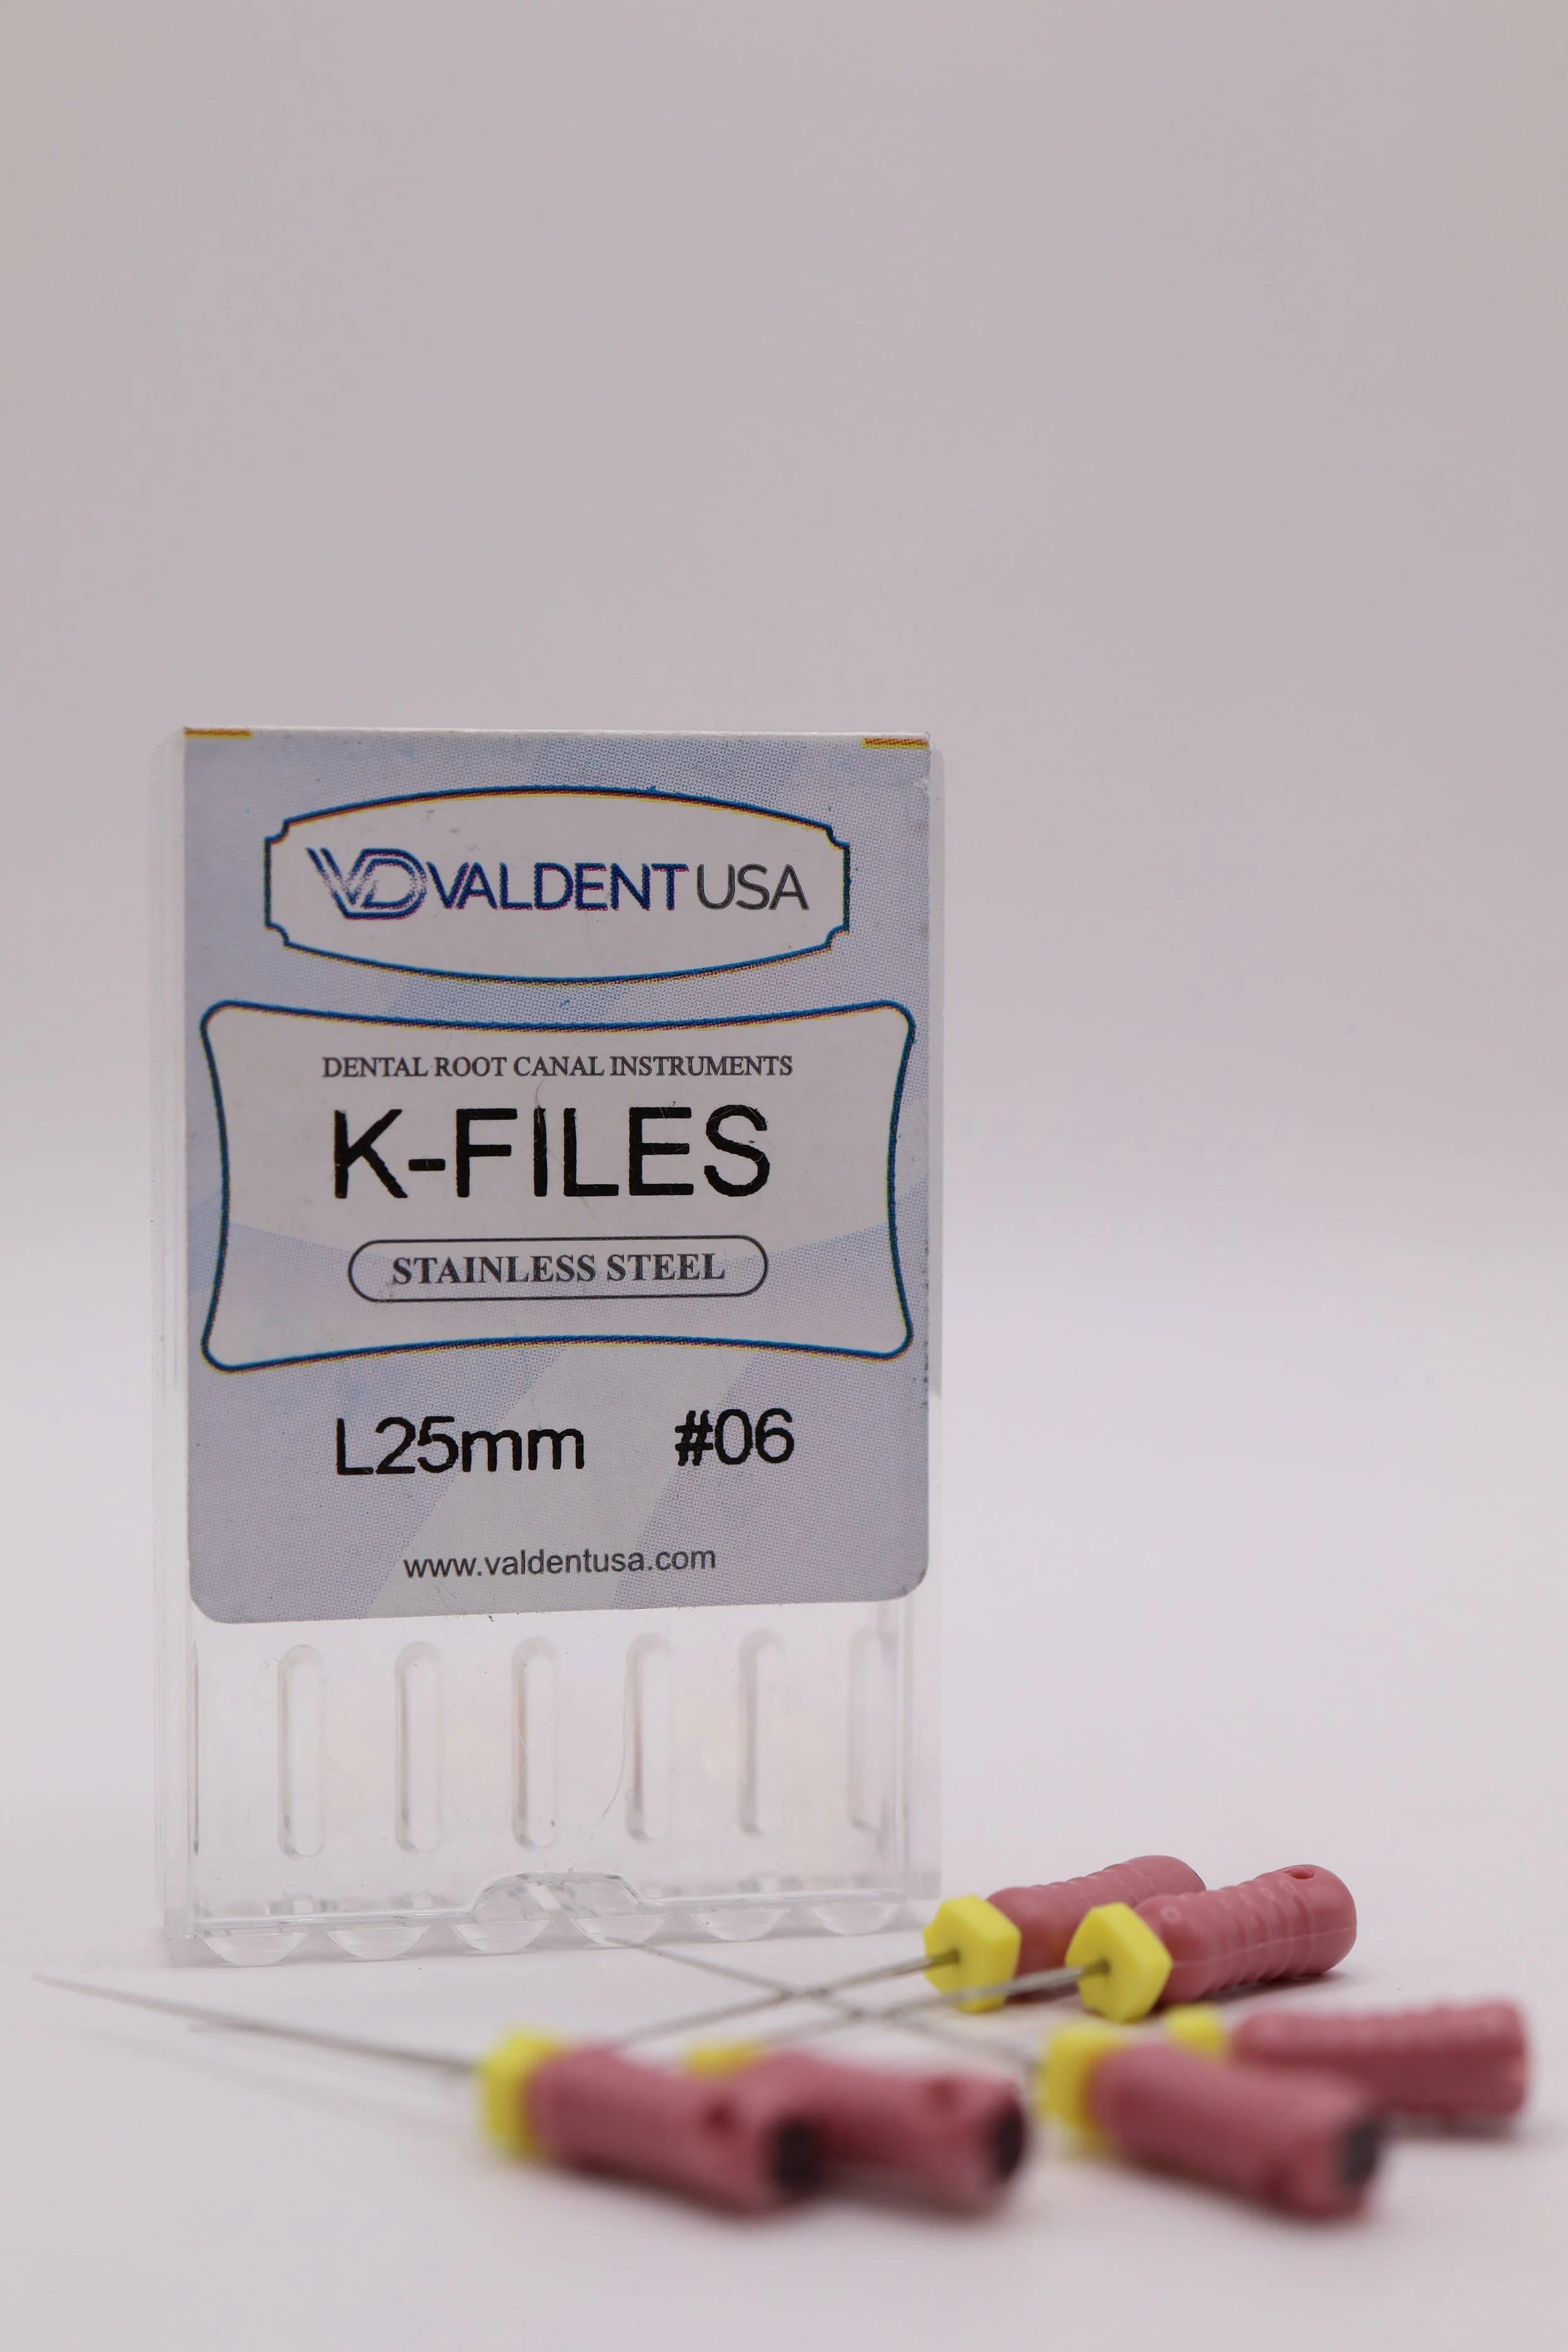 VD VALDENT USA
DENTAL ROOT CANAL INSTRUMENTS
K-FILES
STAINLESS STEEL
L25mm #06
www.valdentusa.com